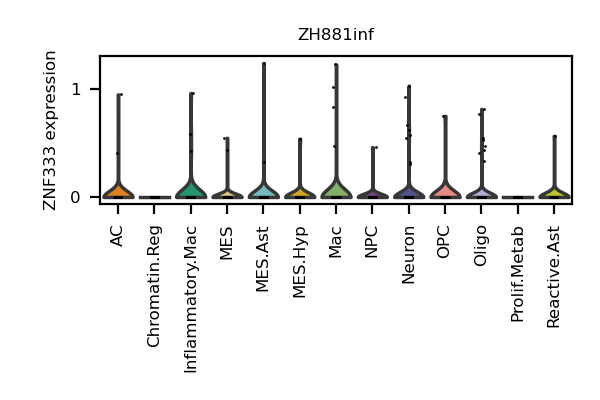 ZH881inf
ZNF333 expression
1
0
AC
Chromatin.Reg
Inflammatory.Mac
MES
MES.Ast
MES.Hyp
Mac
NPC
Neuron
OPC
Oligo
Prolif.Metab
Reactive.Ast